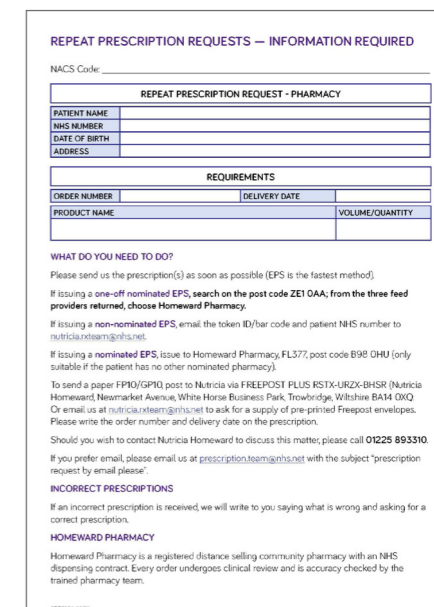 REPEAT PRESCRIPTION REQUESTS — INFORMATION REQUIRED
NACS Code:
REPEAT PRESCRIPTION REQUEST - PHARMACY
PATIENT NAME
NHS NUMBER
DATE OF BIRTH
ADDRESS
REQUIREMENTS
ORDER NUMBER DELIVERY DATE
PRODUCT NAME VOLUME/QUANTITY
WHAT DO YOU NEED TO DO?
Please send us the prescription(s) as soon as possible (EPS is the fastest method).
If issuing a one-off nominated EPS, search on the post code ZE1 0AA; from the three feed
providers returned, choose Homeward Pharmacy.
If issuing a non-nominated EPS, email the token ID/bar code and patient NHS number to
nutricia.rxteam@nhs.net.
If issuing a nominated EPS, issue to Homeward Pharmacy, FL377, post code B98 0HU (only
suitable if the patient has no other nominated pharmacy).
To send a paper FP10/GP10, post to Nutricia via FREEPOST PLUS RSTX-URZX-BHSR (Nutricia
Homeward, Newmarket Avenue, White Horse Business Park, Trowbridge, Wiltshire BA14 0XQ.
Or email us at nutricia.rxteam@nhs.net to ask for a supply of pre-printed Freepost envelopes.
Please write the order number and delivery date on the prescription.
Should you wish to contact Nutricia Homeward to discuss this matter, please call 01225 893310.
If you prefer email, please email us at prescription.team@nhs.net with the subject "prescription
request by email please".
INCORRECT PRESCRIPTIONS
If an incorrect prescription is received, we will write to you saying what is wrong and asking for a
correct prescription.
HOMEWARD PHARMACY
Homeward Pharmacy is a registered distance selling community pharmacy with an NHS
dispensing contract. Every order undergoes clinical review and is accuracy checked by the
trained pharmacy team.